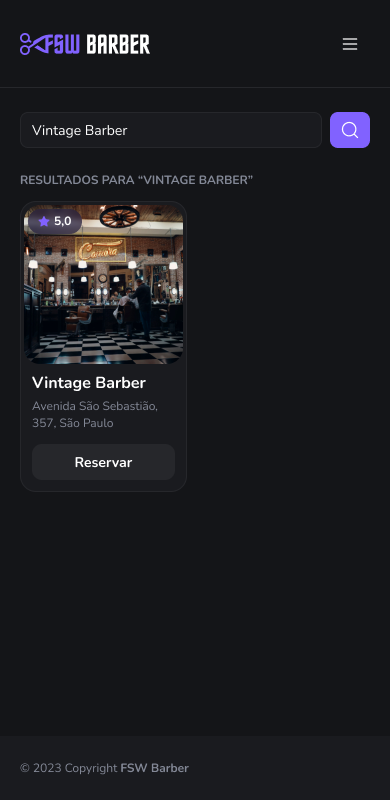 FSW BARBER
Vintage Barber
RESULTADOS PARA “VINTAGE BARBER”
5,0
Vintage Barber
Avenida São Sebastião,
357, São Paulo
Reservar
© 2023 Copyright FSW Barber